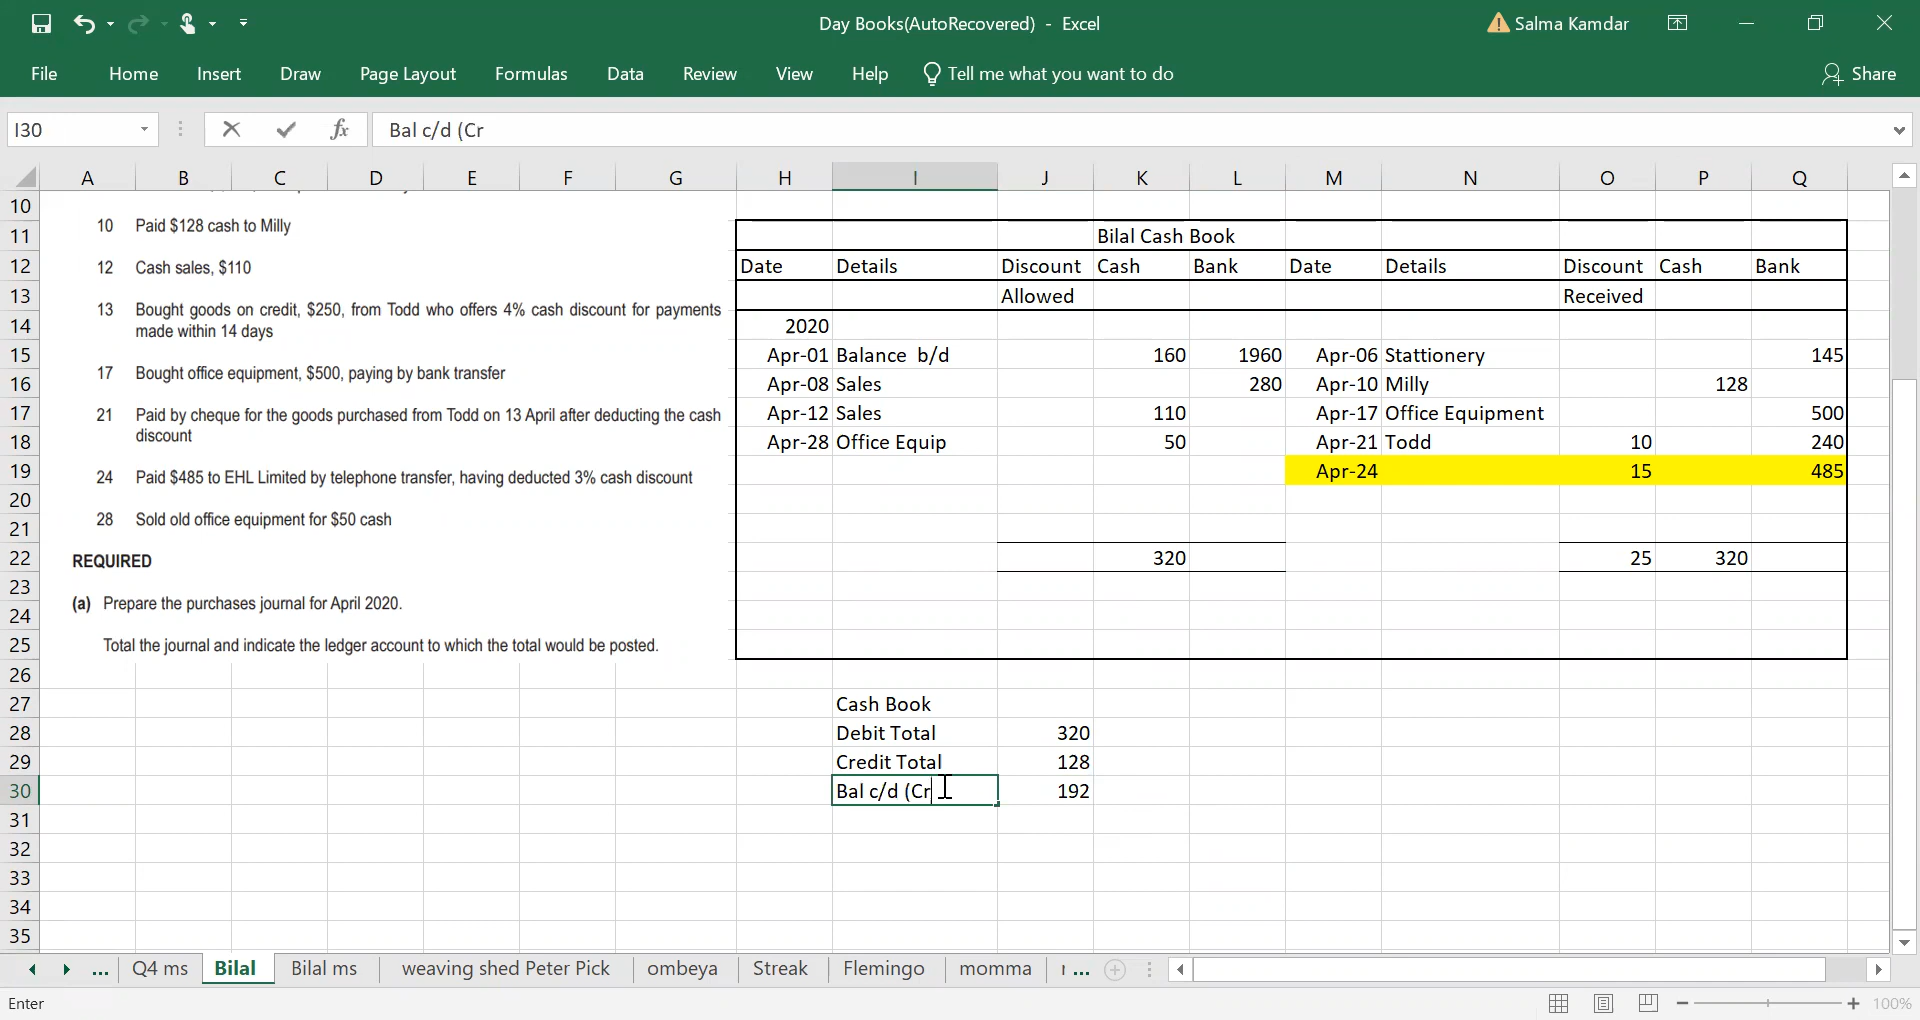 Day Books(AutoRecovered) - Excel
Salma Kamdar
File Home Insert Draw Page Layout Formulas Data Review View Help Tell me what you want to do Share
I30 fx Bal c/d (Cr
A B C D E F G H I J K L M N O P Q
10
10 Paid $128 cash to Milly
11 Bilal Cash Book
12 Cash sales, $110
12 Date Details Discount Cash Bank Date Details Discount Cash Bank
13 Bought goods on credit, $250, from Todd who offers 4% cash discount for payments
made within 14 days
13 Allowed Received
14 2020
17 Bought office equipment, $500, paying by bank transfer
15 Apr-01 Balance b/d 160 1960 Apr-06 Stattionery 145
16 Apr-08 Sales 280 Apr-10 Milly 128
21 Paid by cheque for the goods purchased from Todd on 13 April after deducting the cash
discount
17 Apr-12 Sales 110 Apr-17 Office Equipment 500
18 Apr-28 Office Equip 50 Apr-21 Todd 10 240
24 Paid $485 to EHL Limited by telephone transfer, having deducted 3% cash discount
19 Apr-24 15 485
20
28 Sold old office equipment for $50 cash
21
REQUIRED
22 320 25 320
23
(a) Prepare the purchases journal for April 2020.
24
Total the journal and indicate the ledger account to which the total would be posted.
25
26
27 Cash Book
28 Debit Total 320
29 Credit Total 128
30 Bal c/d (Cr 192
31
32
33
34
35
... Q4 ms Bilal Bilal ms weaving shed Peter Pick ombeya Streak Flemingo momma ...
Enter 100%